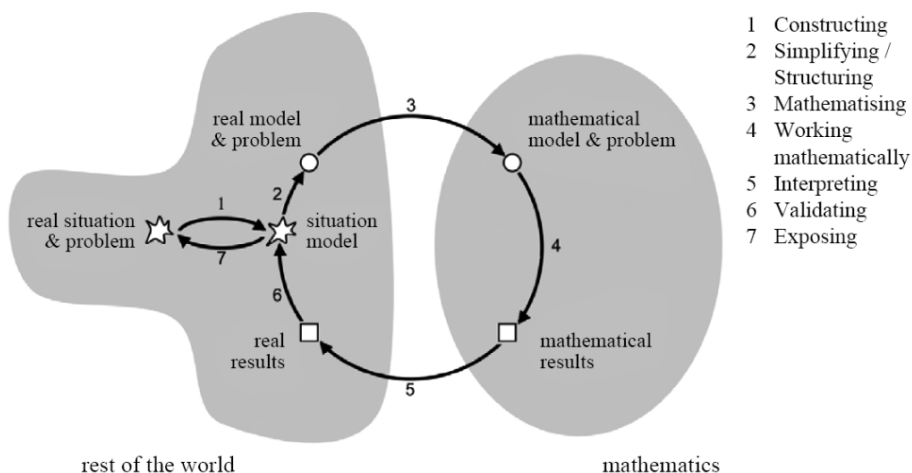 1 Constructing
2 Simplifying /
Structuring
3 Mathematising
4 Working
mathematically
5 Interpreting
6 Validating
7 Exposing
3
real model
& problem
mathematical
model & problem
2
1
real situation
& problem
situation
model
7
4
6
real
results
mathematical
results
5
rest of the world
mathematics